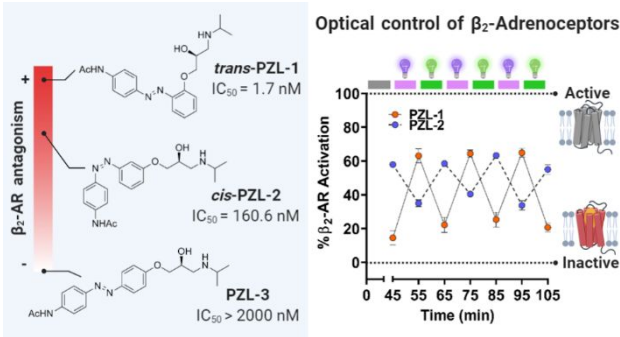 β₂-AR antagonism
+
-
AcHN
N
N
O
OH
HN
trans-PZL-1
IC₅₀ = 1.7 nM
N
N
O
OH
N
H
NHAc
cis-PZL-2
IC₅₀ = 160.6 nM
AcHN
N
N
O
OH
N
H
PZL-3
IC₅₀ > 2000 nM
Optical control of β₂-Adrenoceptors
Active
Inactive
PZL-1
PZL-2
%β₂-AR Activation
100
80
60
40
20
0
0 45 55 65 75 85 95 105
Time (min)